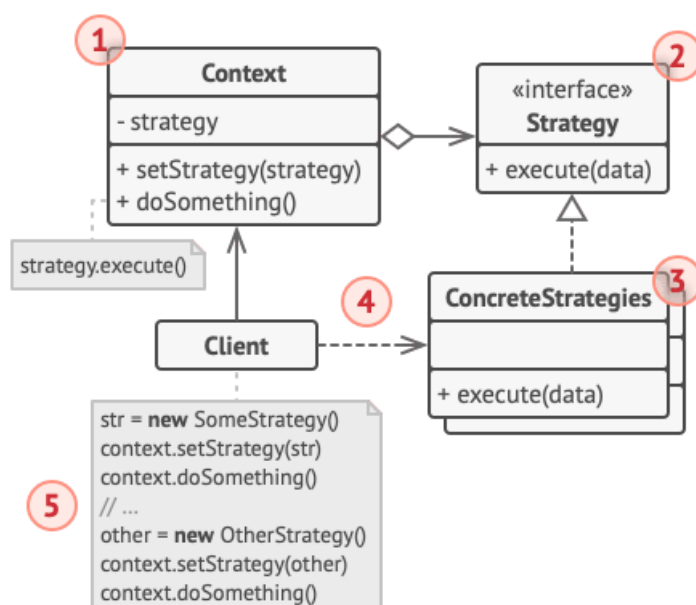 1
Context
- strategy
+ setStrategy(strategy)
+ doSomething()
2
«interface»
Strategy
+ execute(data)
strategy.execute()
3
ConcreteStrategies
+ execute(data)
4
Client
5
str = new SomeStrategy()
context.setStrategy(str)
context.doSomething()
// ...
other = new OtherStrategy()
context.setStrategy(other)
context.doSomething()